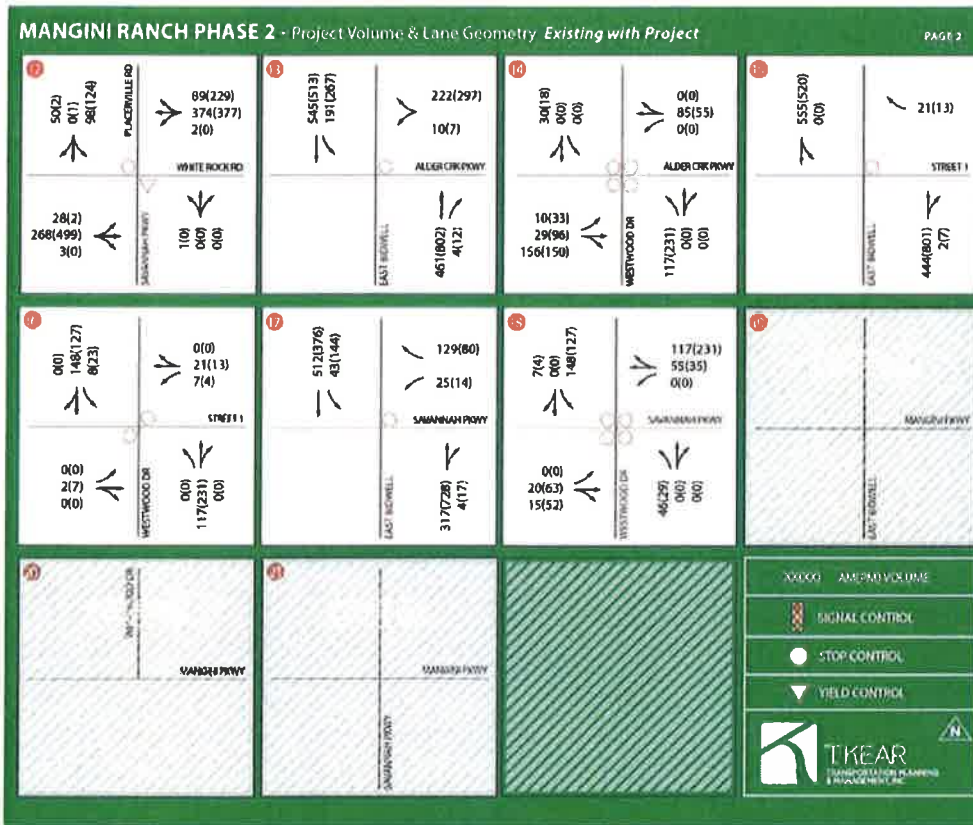 MANGINI RANCH PHASE 2 - Project Volume & Lane Geometry Existing with Project
PAGE 2
12
50(2)
0(1)
98(124)
PLACERVILLE RD
89(229)
374(377)
2(0)
WHITE ROCK RD
28(2)
268(499)
3(0)
SAVANNAH PKWY
1(0)
0(0)
0(0)
13
545(513)
191(267)
222(297)
10(7)
ALDER CRK PKWY
EAST BIDWELL
461(802)
4(12)
14
30(18)
0(0)
0(0)
0(0)
85(55)
0(0)
ALDER CRK PKWY
10(33)
29(96)
156(150)
WESTWOOD DR
117(231)
0(0)
0(0)
555(520)
0(0)
21(13)
STREET 1
EAST BIDWELL
444(801)
2(7)
0(0)
148(127)
8(23)
0(0)
21(13)
7(4)
STREET 1
0(0)
2(7)
0(0)
WESTWOOD DR
0(0)
117(231)
0(0)
17
512(376)
43(144)
129(80)
25(14)
SAVANNAH PKWY
EAST BIDWELL
317(728)
4(17)
18
7(4)
0(0)
148(127)
117(231)
55(35)
0(0)
SAVANNAH PKWY
0(0)
20(63)
15(52)
WESTWOOD DR
46(29)
0(0)
0(0)
MANGINI PKWY
EAST BIDWELL
20
WESTWOOD DR
MANGINI PKWY
21
MANGINI PKWY
SAVANNAH PKWY
XX(XX) AM(PM) VOLUME
SIGNAL CONTROL
STOP CONTROL
YIELD CONTROL
N
TKEAR
TRANSPORTATION PLANNING
& MANAGEMENT, INC.